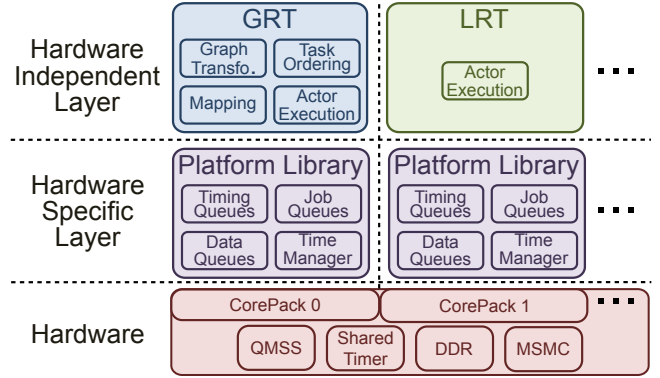 Hardware
Independent
Layer
GRT
Graph
Transfo.
Task
Ordering
Mapping
Actor
Execution
LRT
Actor
Execution
Hardware
Specific
Layer
Platform Library
Timing
Queues
Job
Queues
Data
Queues
Time
Manager
Platform Library
Timing
Queues
Job
Queues
Data
Queues
Time
Manager
Hardware
CorePack 0
CorePack 1
QMSS
Shared
Timer
DDR
MSMC